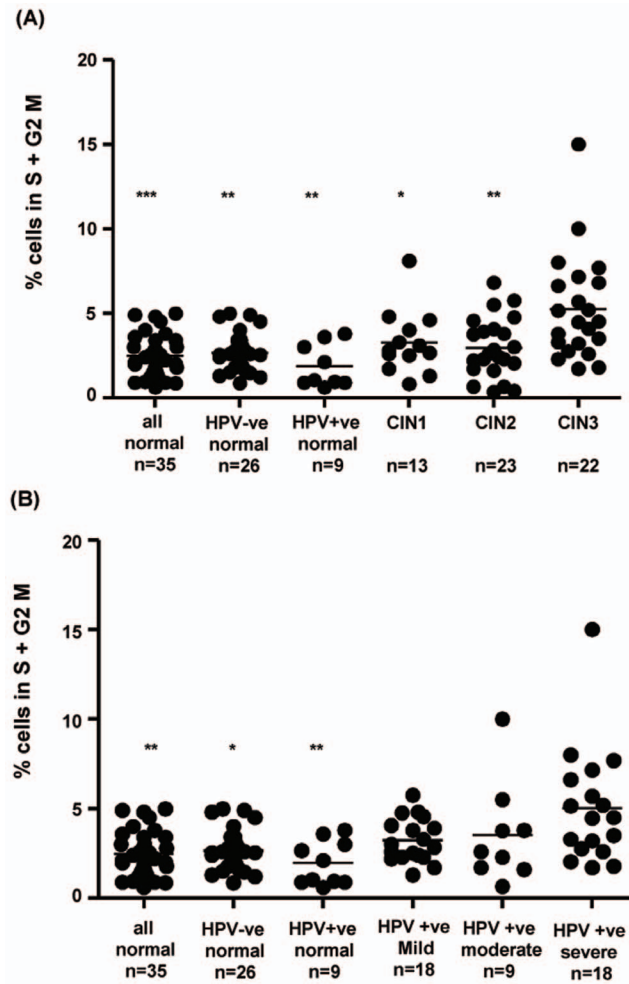 (A)
% cells in S + G2 M
20
15
10
5
0
*** ** ** * **
all normal n=35
HPV-ve normal n=26
HPV+ve normal n=9
CIN1 n=13
CIN2 n=23
CIN3 n=22
(B)
% cells in S + G2 M
20
15
10
5
0
** * **
all normal n=35
HPV-ve normal n=26
HPV+ve normal n=9
HPV +ve Mild n=18
HPV +ve moderate n=9
HPV +ve severe n=18